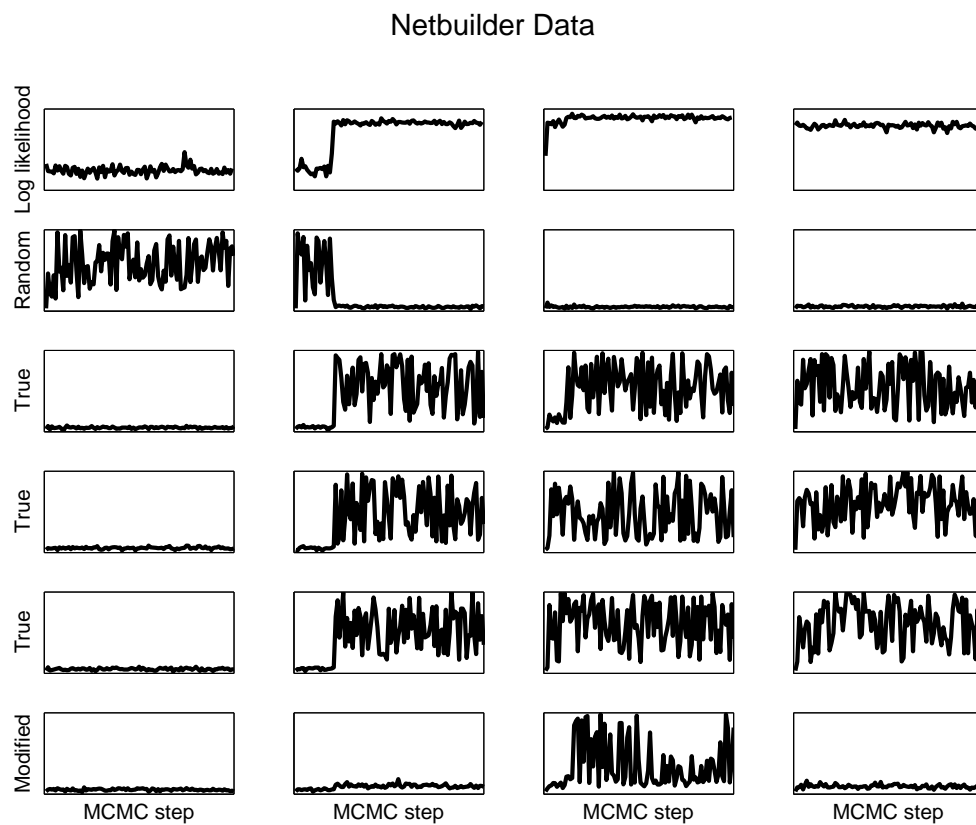 Netbuilder Data
Log likelihood
Random
True
True
True
Modified
MCMC step
MCMC step
MCMC step
MCMC step